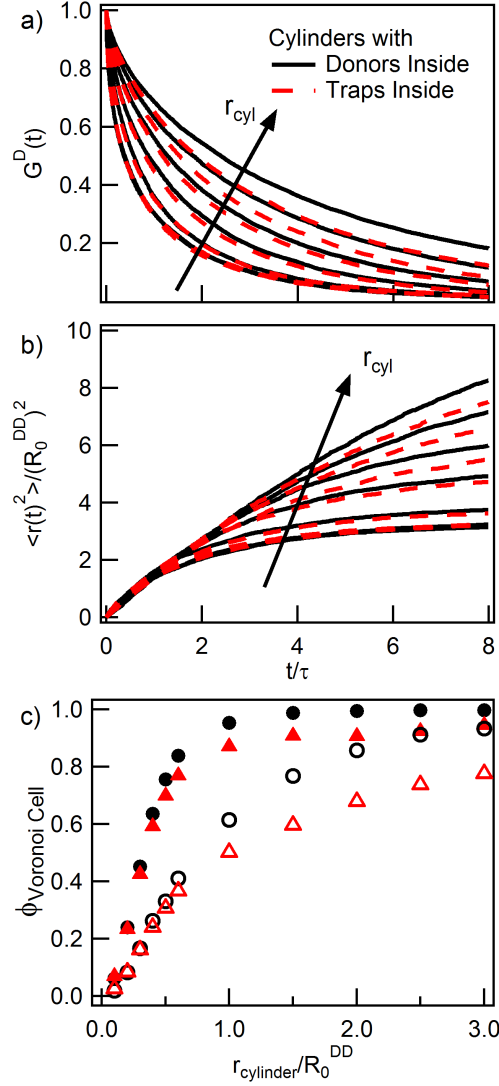 a)
1.0
0.8
0.6
0.4
0.2
G^D(t)
Cylinders with
Donors Inside
Traps Inside
r_cyl
b)
10
8
6
4
2
0
<r(t)^2>/(R_0^DD)^2
r_cyl
0 2 4 6 8
t/τ
c)
1.0
0.8
0.6
0.4
0.2
0.0
ϕ_Voronoi Cell
0.0 1.0 2.0 3.0
r_cylinder/R_0^DD